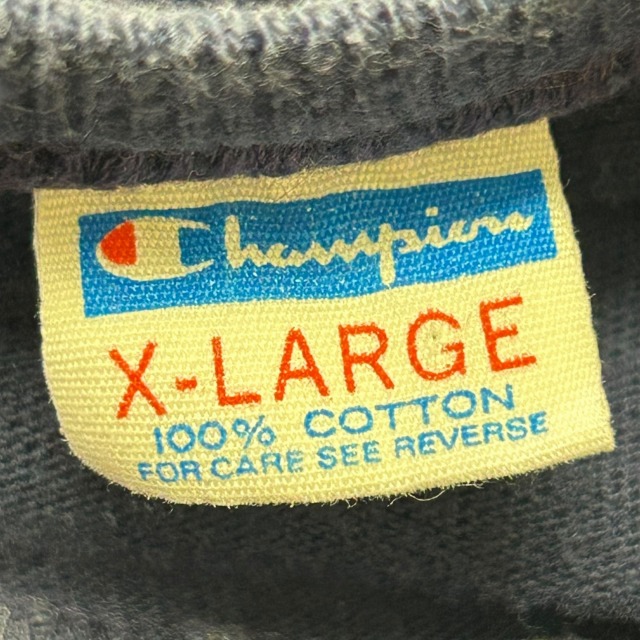 Champion
X-LARGE
100% COTTON
FOR CARE SEE REVERSE